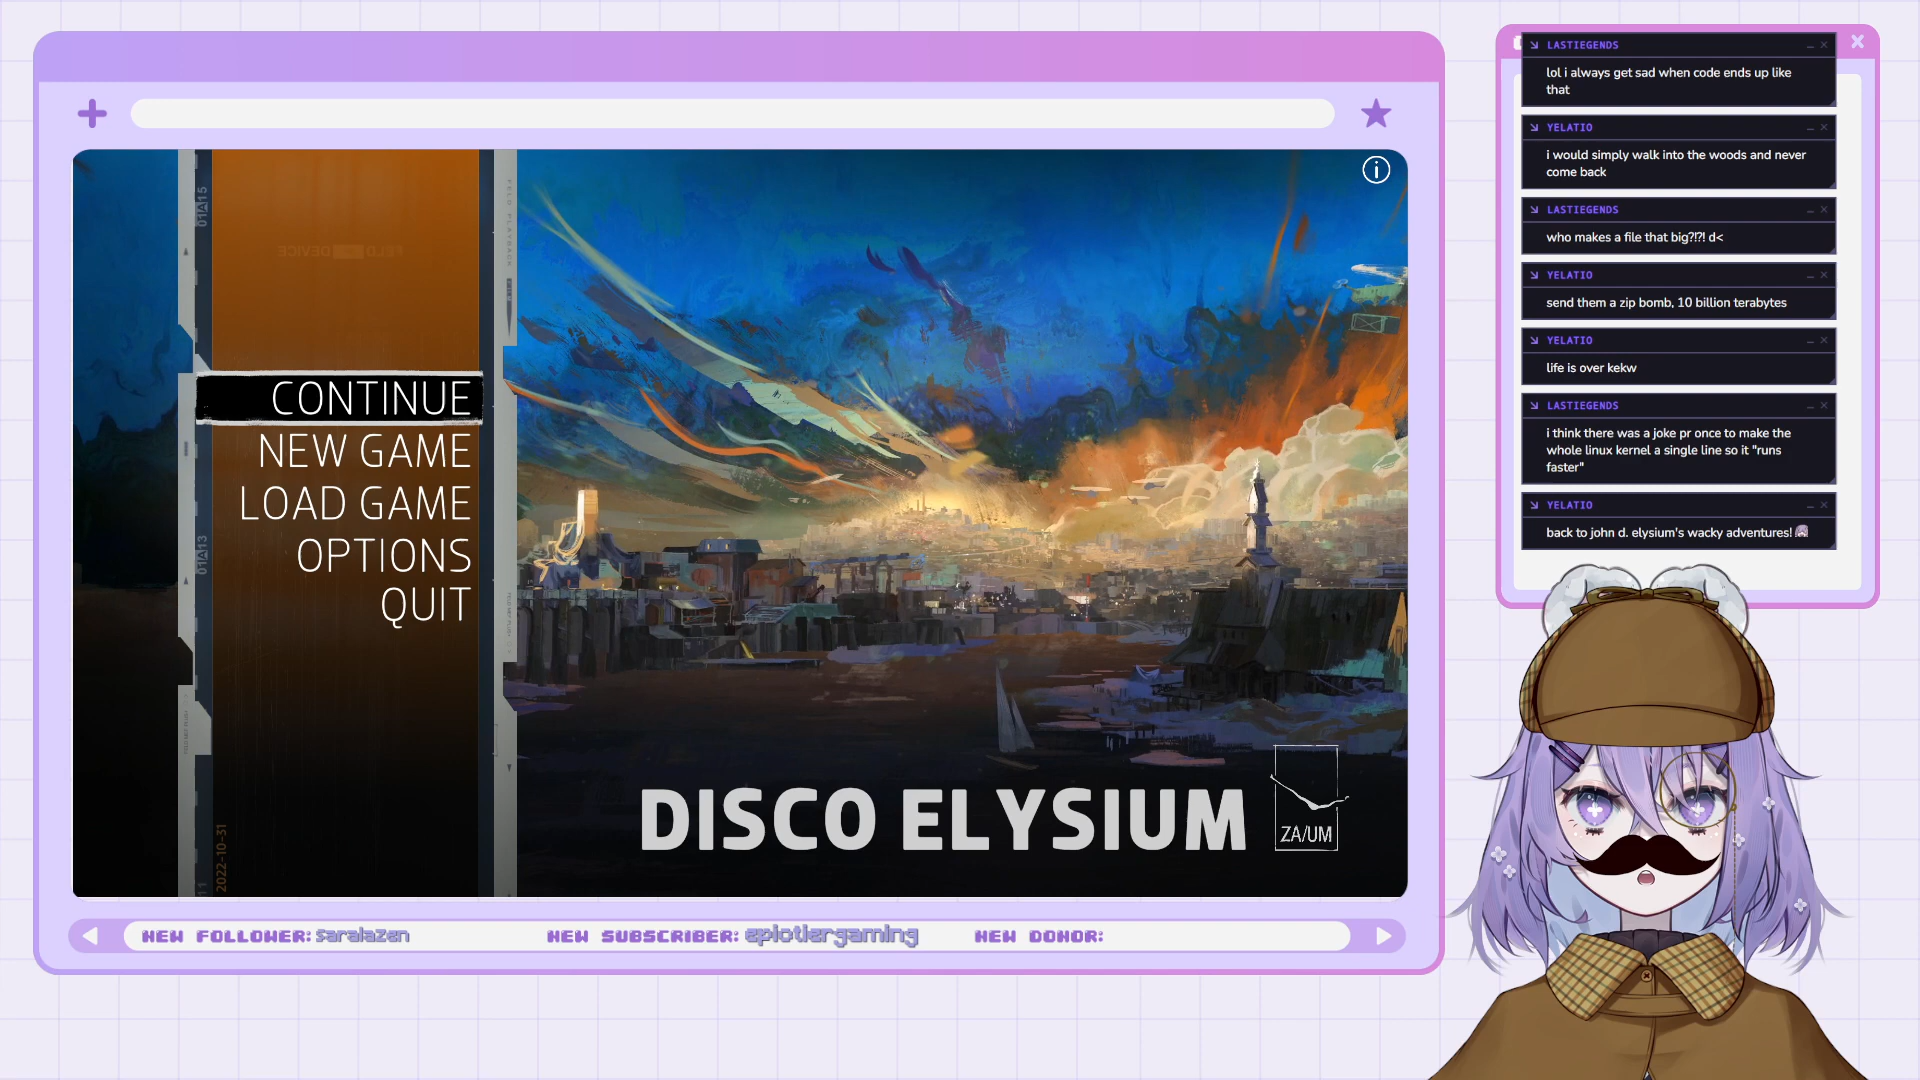 CONTINUE
NEW GAME
LOAD GAME
OPTIONS
QUIT
01A15
01A13
2022-10-31
DISCO ELYSIUM
ZA/UM
NEW FOLLOWER: saralazen
NEW SUBSCRIBER: epictiergaming
NEW DONOR:
LASTIEGENDS
lol i always get sad when code ends up like
that
YELATIO
i would simply walk into the woods and never
come back
LASTIEGENDS
who makes a file that big?!?! d<
YELATIO
send them a zip bomb, 10 billion terabytes
YELATIO
life is over kekw
LASTIEGENDS
i think there was a joke pr once to make the
whole linux kernel a single line so it "runs
faster"
YELATIO
back to john d. elysium's wacky adventures!